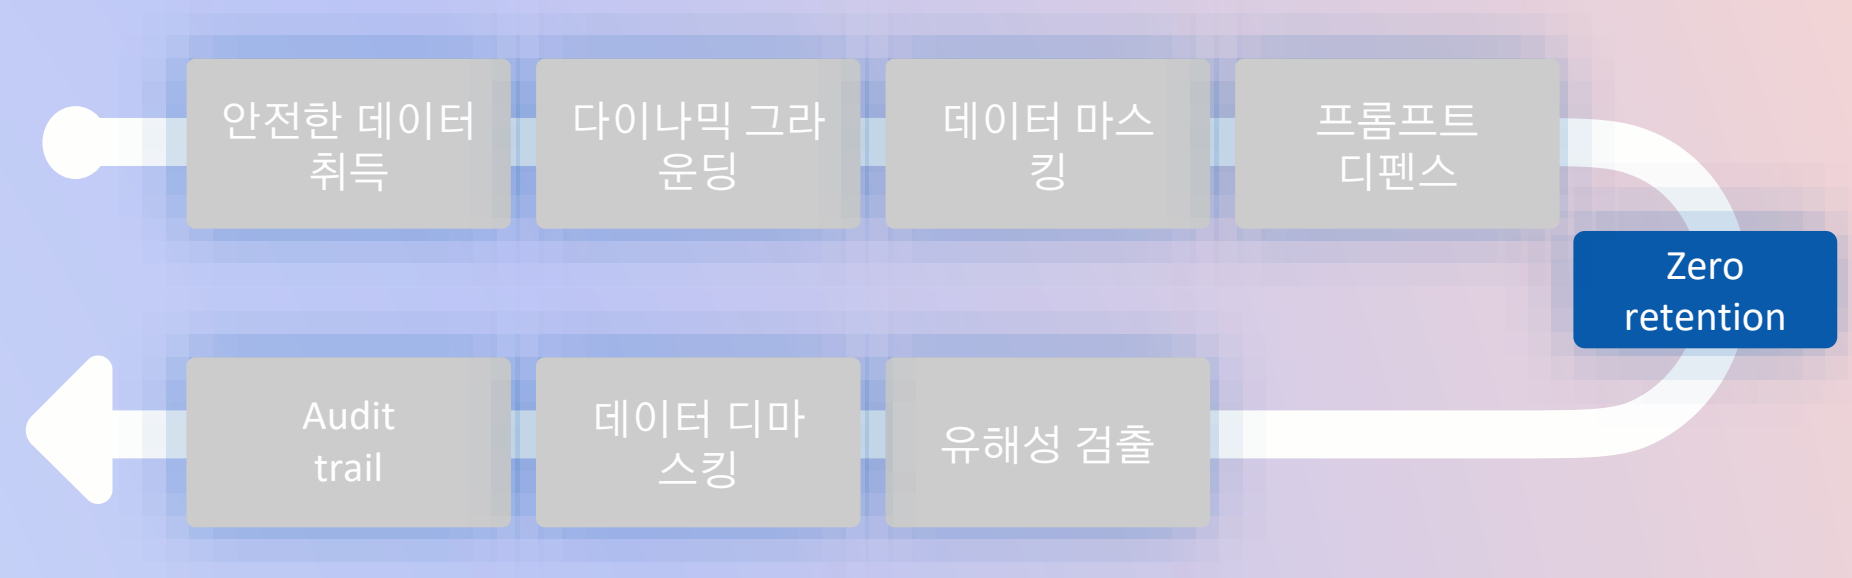 안전한 데이터
취득
다이나믹 그라
운딩
데이터 마스
킹
프롬프트
디펜스
Zero
retention
Audit
trail
데이터 디마
스킹
유해성 검출